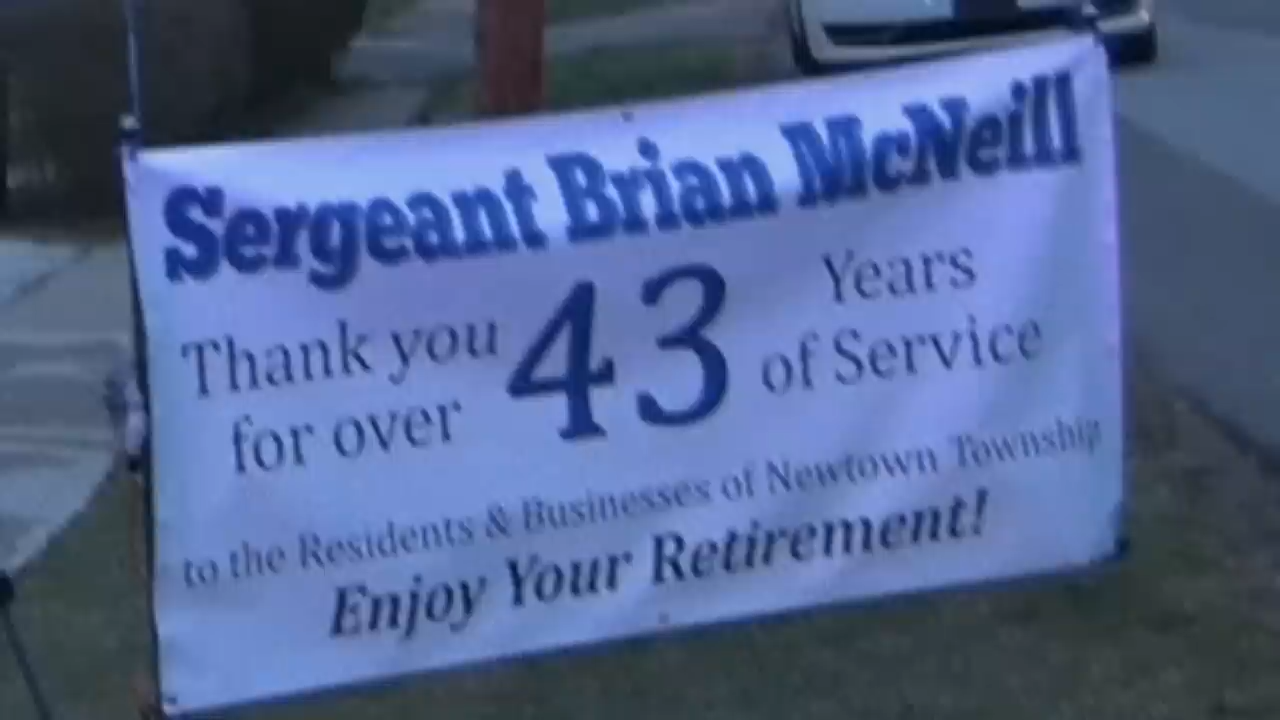 Sergeant Brian McNeill
Thank you
for over
43
Years
of Service
to the Residents & Businesses of Newtown Township
Enjoy Your Retirement!